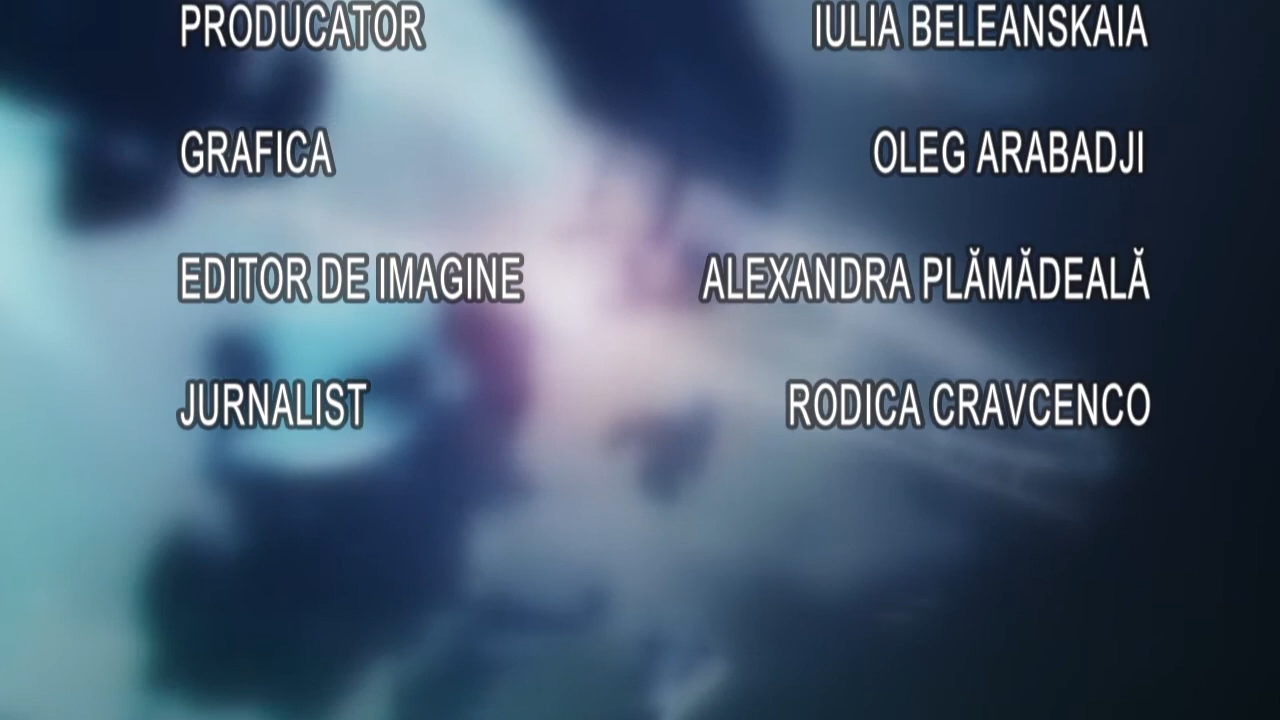 PRODUCATOR IULIA BELEANSKAIA
GRAFICA OLEG ARABADJI
EDITOR DE IMAGINE ALEXANDRA PLĂMĂDEALĂ
JURNALIST RODICA CRAVCENCO